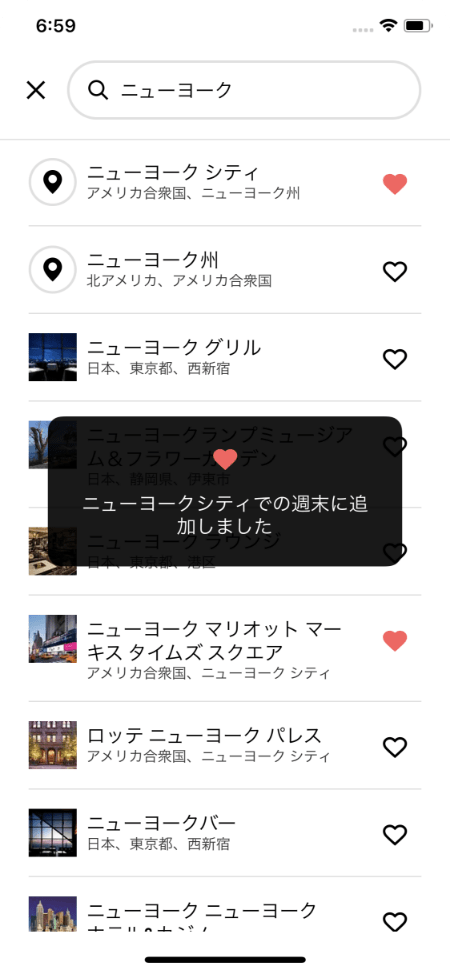 6:59
ニューヨーク
ニューヨーク シティ
アメリカ合衆国、ニューヨーク州
ニューヨーク州
北アメリカ、アメリカ合衆国
ニューヨーク グリル
日本、東京都、西新宿
ニューヨークランプミュージア
ム＆フラワーガーデン
日本、静岡県、伊東市
ニューヨークシティでの週末に追
加しました
ニューヨーク ラウンジ
日本、東京都、港区
ニューヨーク マリオット マー
キス タイムズ スクエア
アメリカ合衆国、ニューヨーク シティ
ロッテ ニューヨーク パレス
アメリカ合衆国、ニューヨーク シティ
ニューヨークバー
日本、東京都、西新宿
ニューヨーク ニューヨーク
ホテル&カジノ